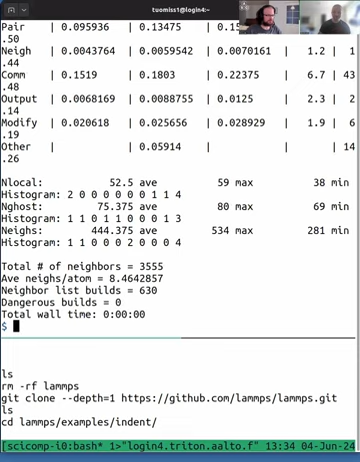 tuomiss1@login4:~
Pair | 0.095936 | 0.13475 | 0.15
.50
Neigh | 0.0043764 | 0.0059542 | 0.0070161 | 1.2 | 1
.44
Comm | 0.1519 | 0.1803 | 0.22375 | 6.7 | 43
.48
Output | 0.0068169 | 0.0088755 | 0.0125 | 2.3 | 2
.14
Modify | 0.020618 | 0.025656 | 0.028929 | 1.9 | 6
.19
Other | | 0.05914 | | | 14
.26
Nlocal: 52.5 ave 59 max 38 min
Histogram: 2 0 0 0 0 0 0 1 1 4
Nghost: 75.375 ave 80 max 69 min
Histogram: 1 1 0 1 1 0 0 0 1 3
Neighs: 444.375 ave 534 max 281 min
Histogram: 1 1 0 0 0 2 0 0 0 4
Total # of neighbors = 3555
Ave neighs/atom = 8.4642857
Neighbor list builds = 630
Dangerous builds = 0
Total wall time: 0:00:00
$
ls
rm -rf lammps
git clone --depth=1 https://github.com/lammps/lammps.git
ls
cd lammps/examples/indent/
[scicomp-i0:bash* 1>"login4.triton.aalto.f" 13:34 04-Jun-24